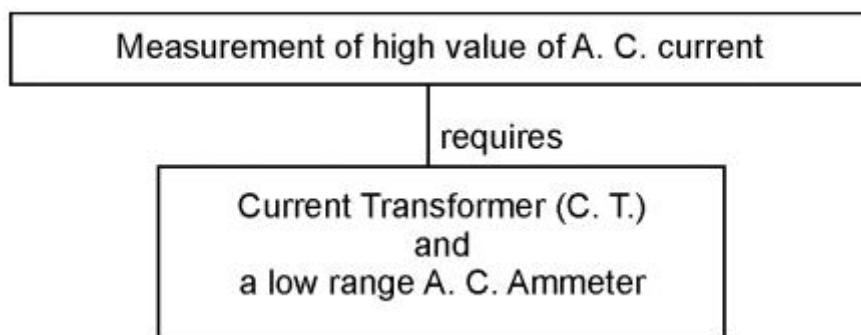 Measurement of high value of A. C. current
requires
Current Transformer (C. T.)
and
a low range A. C. Ammeter